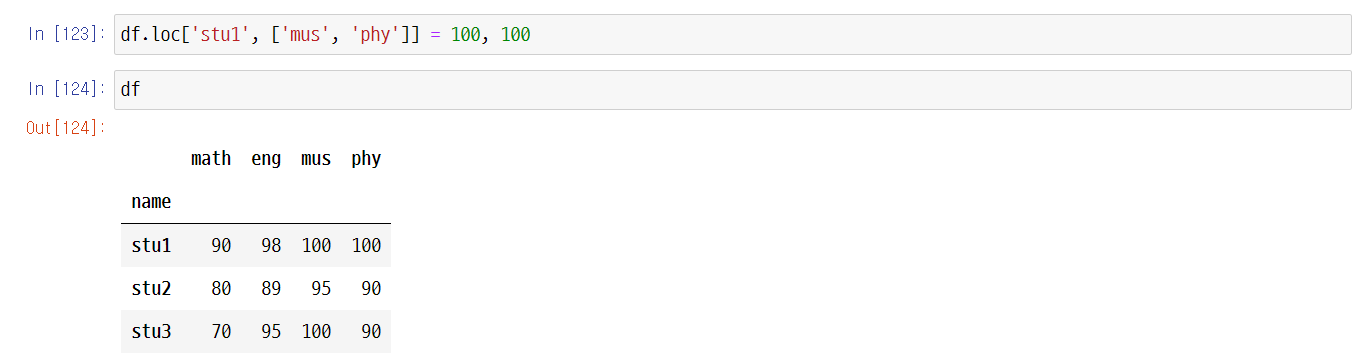 In [123]: df.loc['stu1', ['mus', 'phy']] = 100, 100
In [124]: df
Out[124]:
math eng mus phy
name
stu1 90 98 100 100
stu2 80 89 95 90
stu3 70 95 100 90